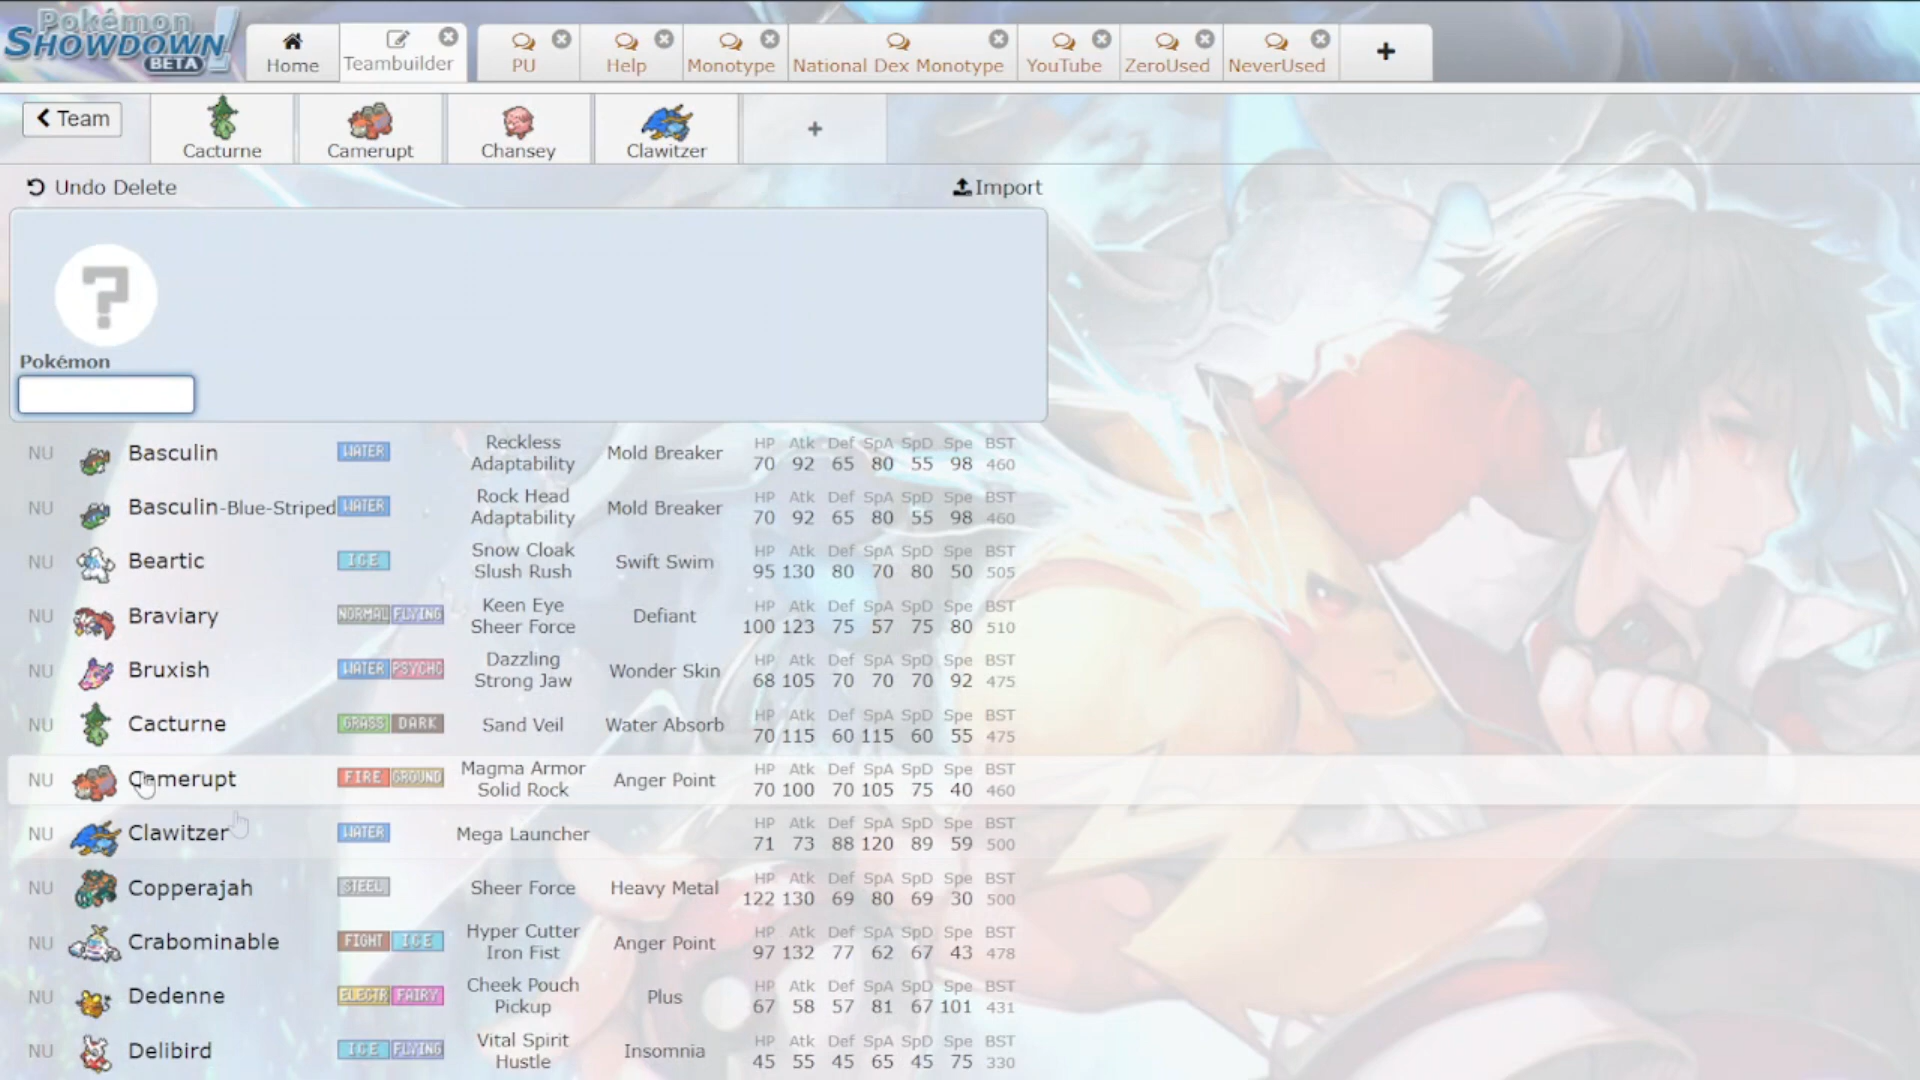 Pokémon
SHOWDOWN!
BETA
Home
Teambuilder
PU
Help
Monotype
National Dex Monotype
YouTube
ZeroUsed
NeverUsed
+
Team
Cacturne
Camerupt
Chansey
Clawitzer
+
Undo Delete
Import
?
Pokémon
NU Basculin WATER Reckless Adaptability Mold Breaker HP 70 Atk 92 Def 65 SpA 80 SpD 55 Spe 98 BST 460
NU Basculin-Blue-Striped WATER Rock Head Adaptability Mold Breaker HP 70 Atk 92 Def 65 SpA 80 SpD 55 Spe 98 BST 460
NU Beartic ICE Snow Cloak Slush Rush Swift Swim HP 95 Atk 130 Def 80 SpA 70 SpD 80 Spe 50 BST 505
NU Braviary NORMAL FLYING Keen Eye Sheer Force Defiant HP 100 Atk 123 Def 75 SpA 57 SpD 75 Spe 80 BST 510
NU Bruxish WATER PSYCHC Dazzling Strong Jaw Wonder Skin HP 68 Atk 105 Def 70 SpA 70 SpD 70 Spe 92 BST 475
NU Cacturne GRASS DARK Sand Veil Water Absorb HP 70 Atk 115 Def 60 SpA 115 SpD 60 Spe 55 BST 475
NU Camerupt FIRE GROUND Magma Armor Solid Rock Anger Point HP 70 Atk 100 Def 70 SpA 105 SpD 75 Spe 40 BST 460
NU Clawitzer WATER Mega Launcher HP 71 Atk 73 Def 88 SpA 120 SpD 89 Spe 59 BST 500
NU Copperajah STEEL Sheer Force Heavy Metal HP 122 Atk 130 Def 69 SpA 80 SpD 69 Spe 30 BST 500
NU Crabominable FIGHT ICE Hyper Cutter Iron Fist Anger Point HP 97 Atk 132 Def 77 SpA 62 SpD 67 Spe 43 BST 478
NU Dedenne ELECTR FAIRY Cheek Pouch Pickup Plus HP 67 Atk 58 Def 57 SpA 81 SpD 67 Spe 101 BST 431
NU Delibird ICE FLYING Vital Spirit Hustle Insomnia HP 45 Atk 55 Def 45 SpA 65 SpD 45 Spe 75 BST 330